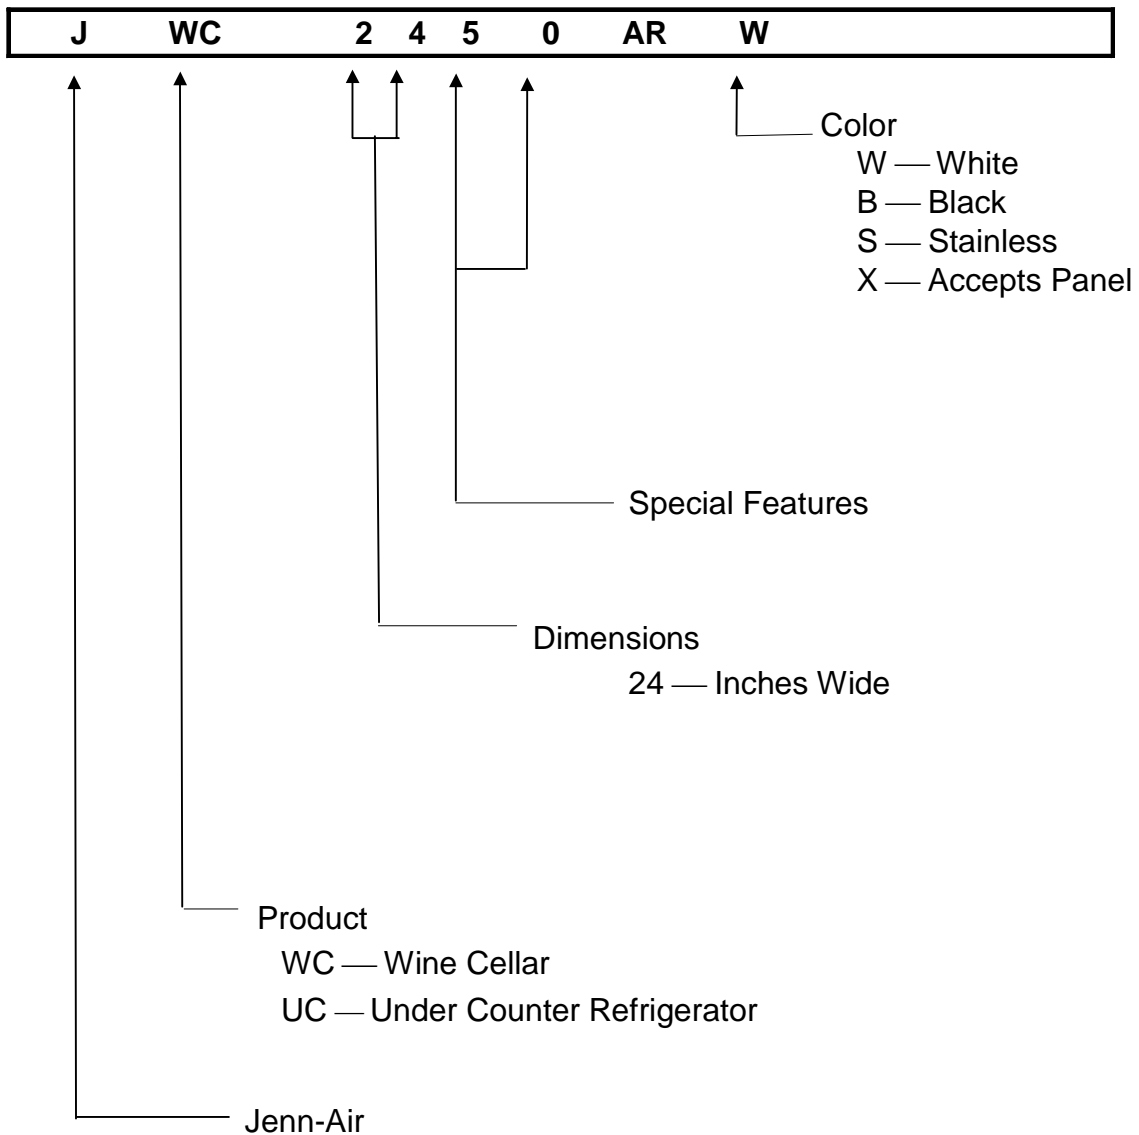 J WC 2 4 5 0 AR W
Color
W — White
B — Black
S — Stainless
X — Accepts Panel
Special Features
Dimensions
24 — Inches Wide
Product
WC — Wine Cellar
UC — Under Counter Refrigerator
Jenn-Air